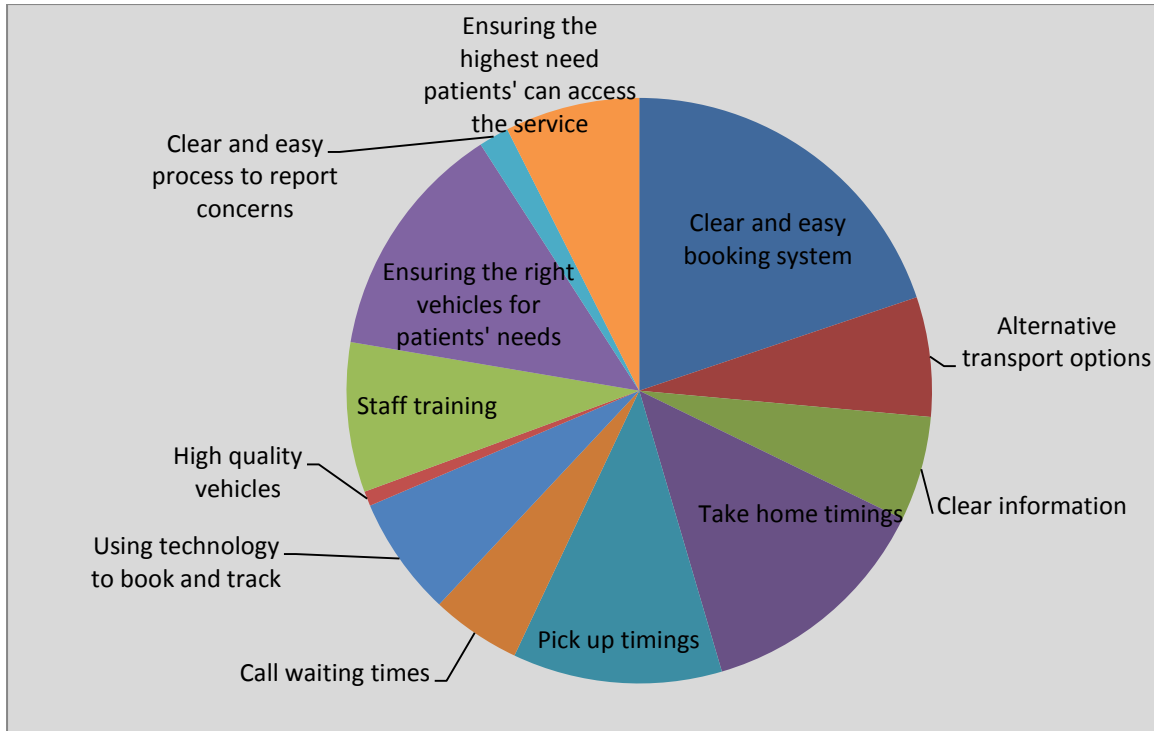 Ensuring the
highest need
patients' can access
the service
Clear and easy
process to report
concerns
Clear and easy
booking system
Ensuring the right
vehicles for
patients' needs
Alternative
transport options
Staff training
High quality
vehicles
Clear information
Take home timings
Using technology
to book and track
Pick up timings
Call waiting times